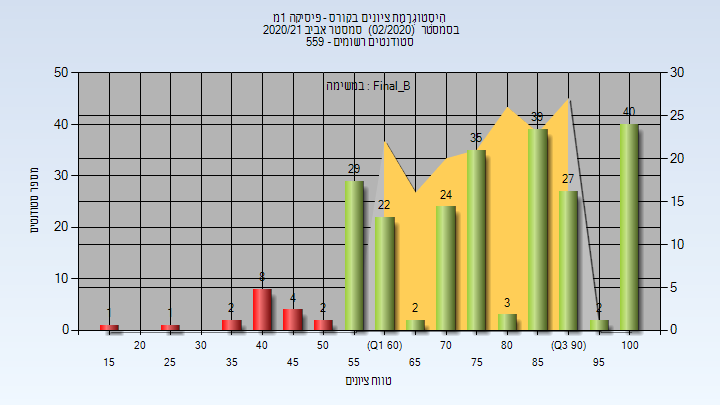 היסטוגרמת ציונים בקורס - פיסיקה 1מ
בסמסטר (02/2020) סמסטר אביב 2020/21
סטודנטים רשומים - 559
במשימה : Final_B
מספר סטודנטים
50
40
30
20
10
0
30
25
20
15
10
5
0
1 1 2 8 4 2 29 22 2 24 35 3 39 27 2 40
20 30 40 50 (Q1 60) 70 80 (Q3 90) 100
15 25 35 45 55 65 75 85 95
טווח ציונים